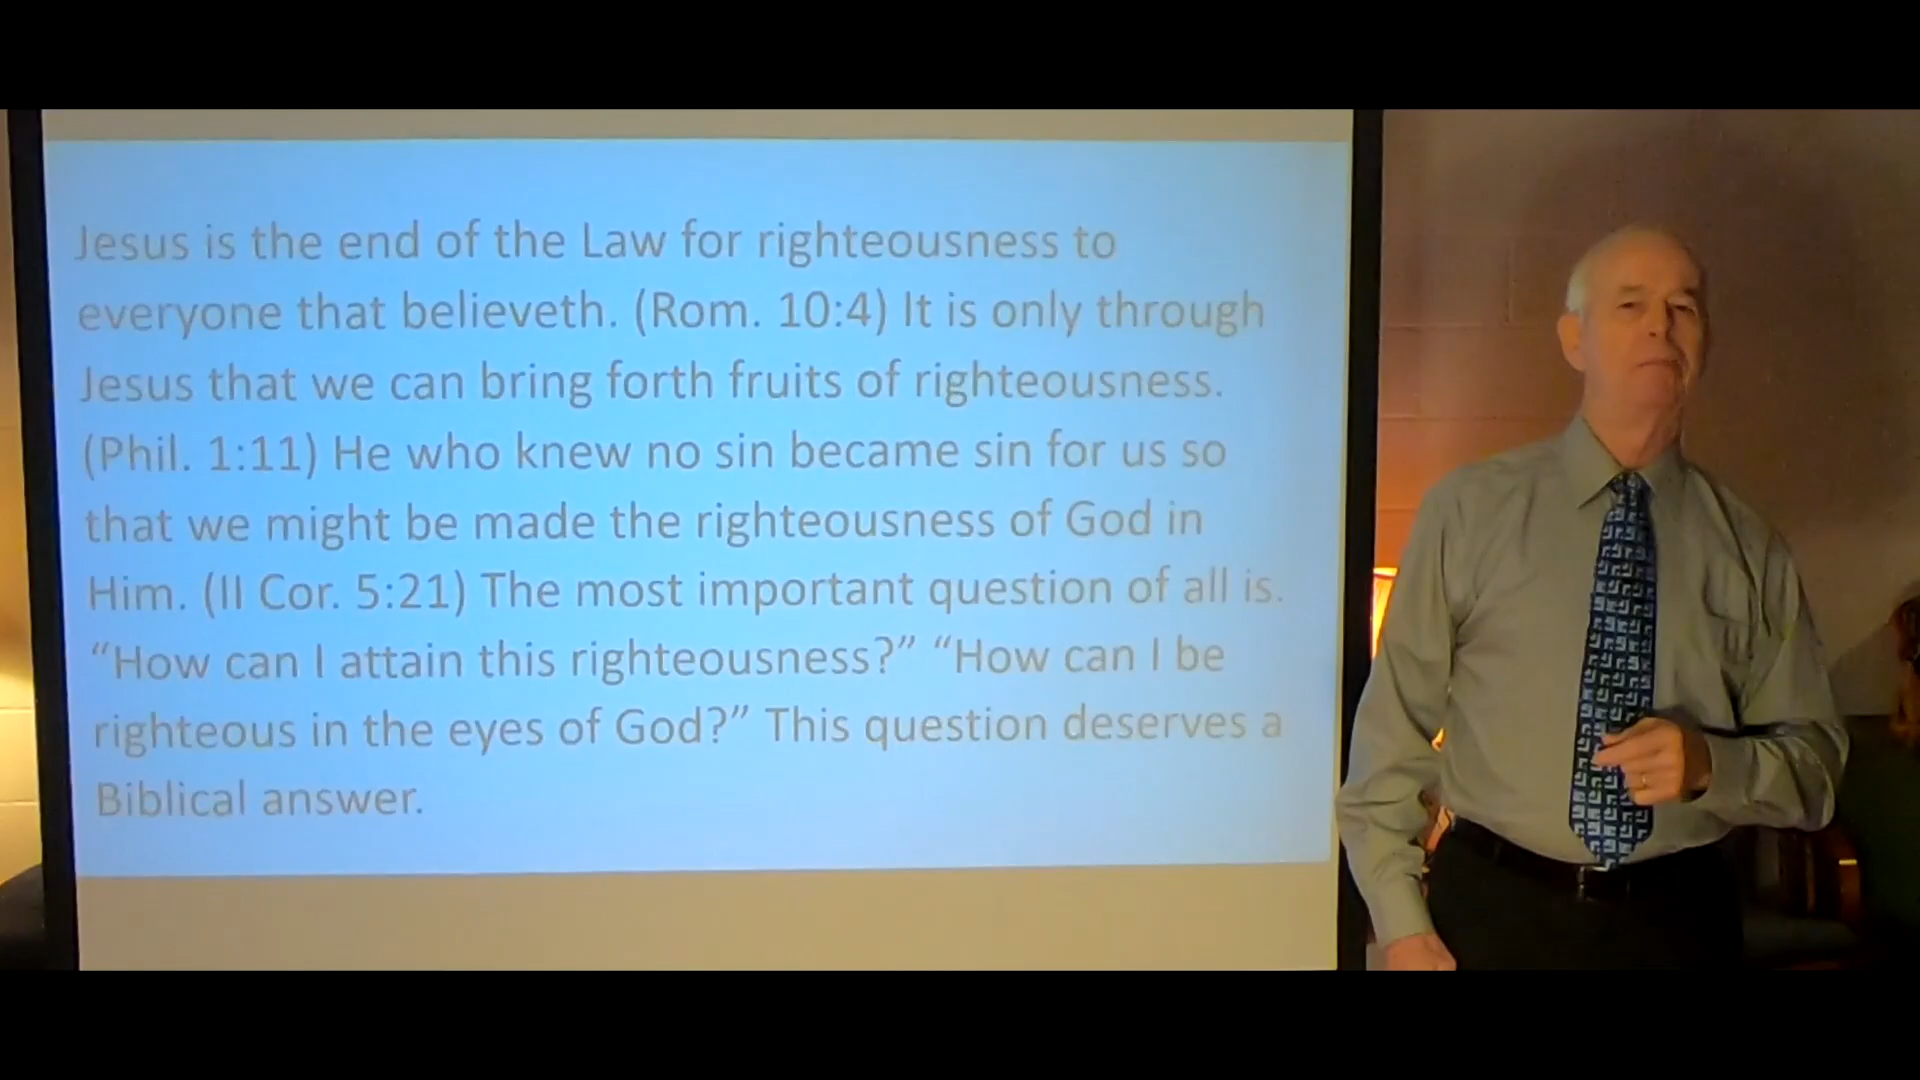 Jesus is the end of the Law for righteousness to
everyone that believeth. (Rom. 10:4) It is only through
Jesus that we can bring forth fruits of righteousness.
(Phil. 1:11) He who knew no sin became sin for us so
that we might be made the righteousness of God in
Him. (II Cor. 5:21) The most important question of all is.
“How can I attain this righteousness?” “How can I be
righteous in the eyes of God?” This question deserves a
Biblical answer.